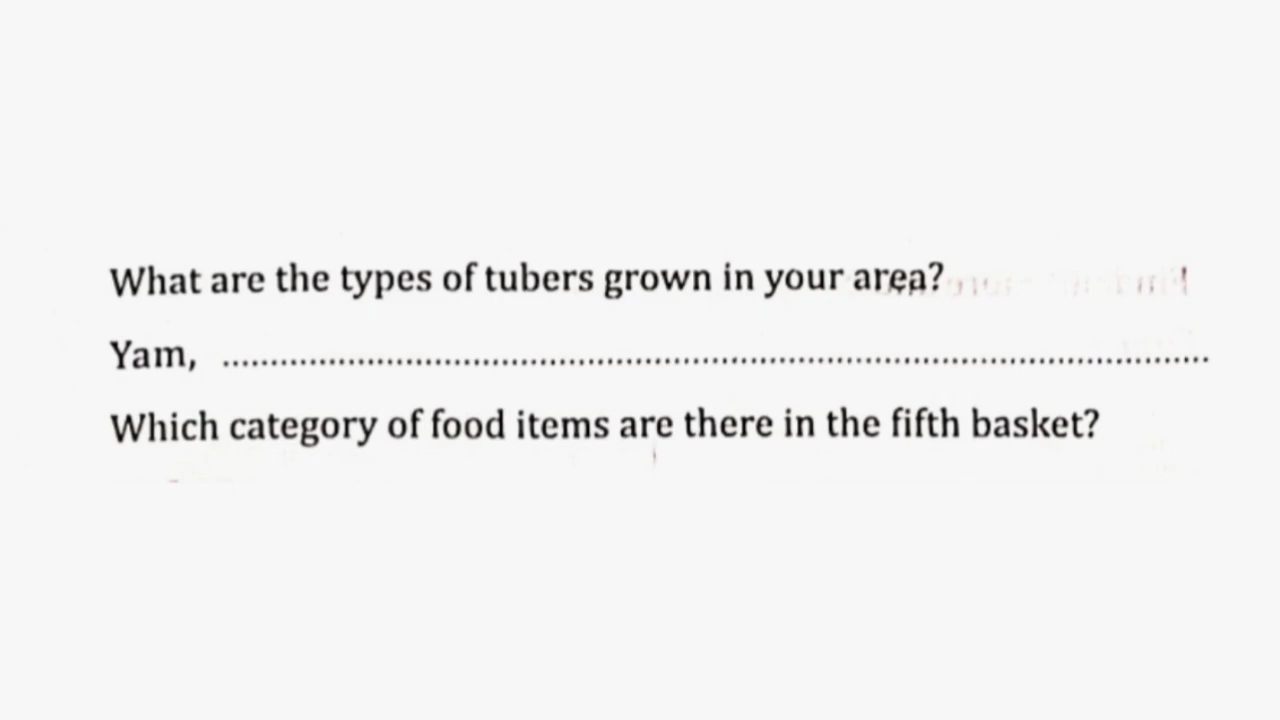 What are the types of tubers grown in your area?
Yam, ........................................................................................................
Which category of food items are there in the fifth basket?